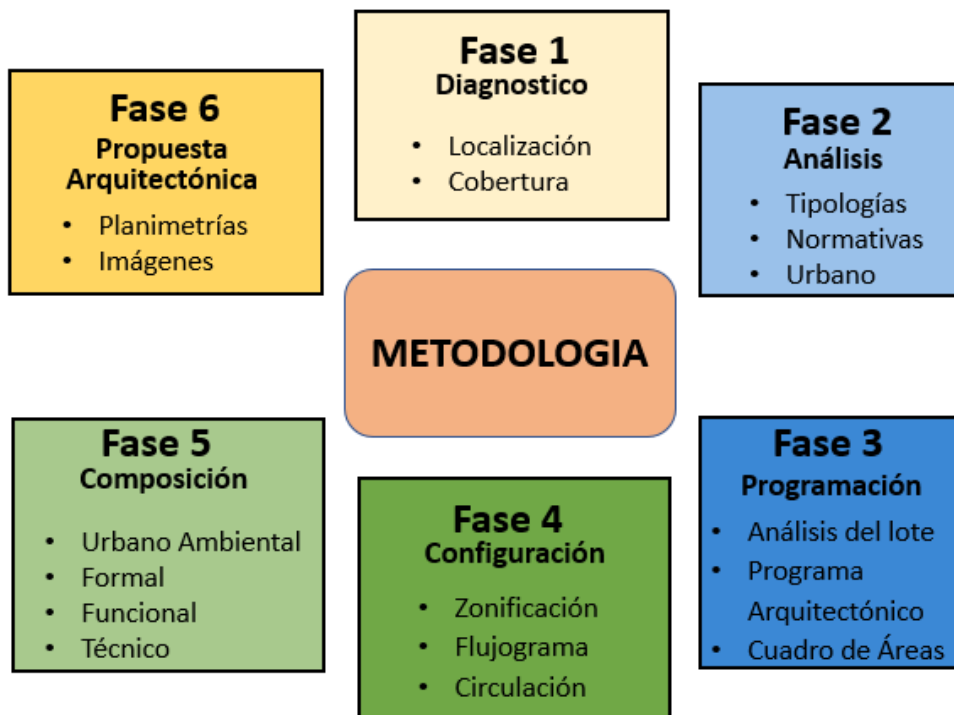 Fase 1
Diagnostico
• Localización
• Cobertura
Fase 2
Análisis
• Tipologías
• Normativas
• Urbano
Fase 3
Programación
• Análisis del lote
• Programa
Arquitectónico
• Cuadro de Áreas
Fase 4
Configuración
• Zonificación
• Flujograma
• Circulación
Fase 5
Composición
• Urbano Ambiental
• Formal
• Funcional
• Técnico
Fase 6
Propuesta
Arquitectónica
• Planimetrías
• Imágenes
METODOLOGIA